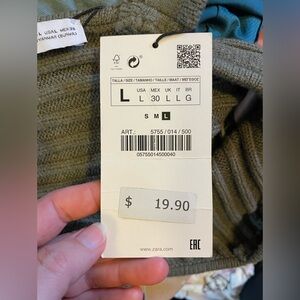 TALLA / SIZE / TAMANHO / TAILLE / MAAT / ΜΕΓΕΘΟΣ
USA MEX UK IT BR
L L 30 L L G
S M L
ART.: 5755 / 014 / 500
05755014500040
$ 19.90
www.zara.com
EAC